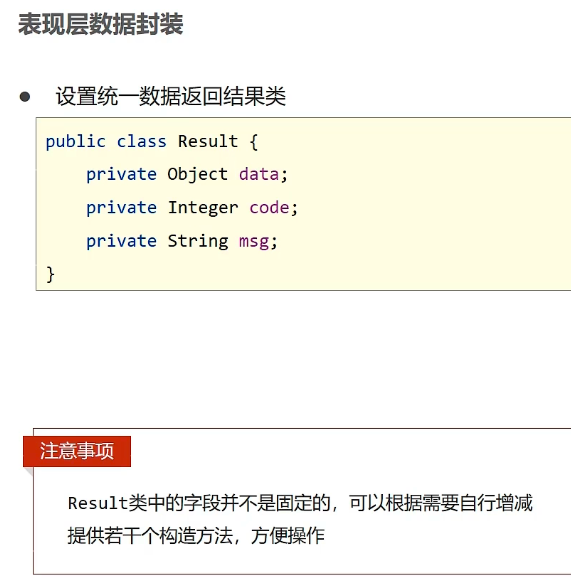 表现层数据封装
● 设置统一数据返回结果类
public class Result {
    private Object data;
    private Integer code;
    private String msg;
}
注意事项
Result类中的字段并不是固定的，可以根据需要自行增减
提供若干个构造方法，方便操作